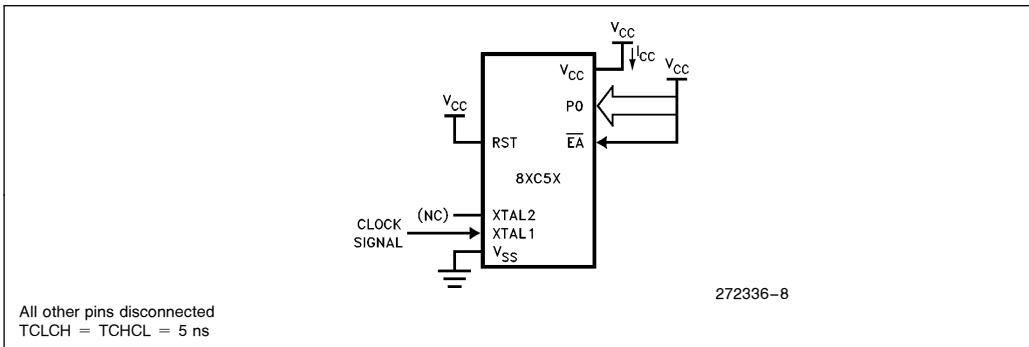 VCC
ICC
VCC
VCC
VCC
P0
RST
EA
8XC5X
(NC)
XTAL2
CLOCK SIGNAL
XTAL1
VSS
272336–8
All other pins disconnected
TCLCH = TCHCL = 5 ns